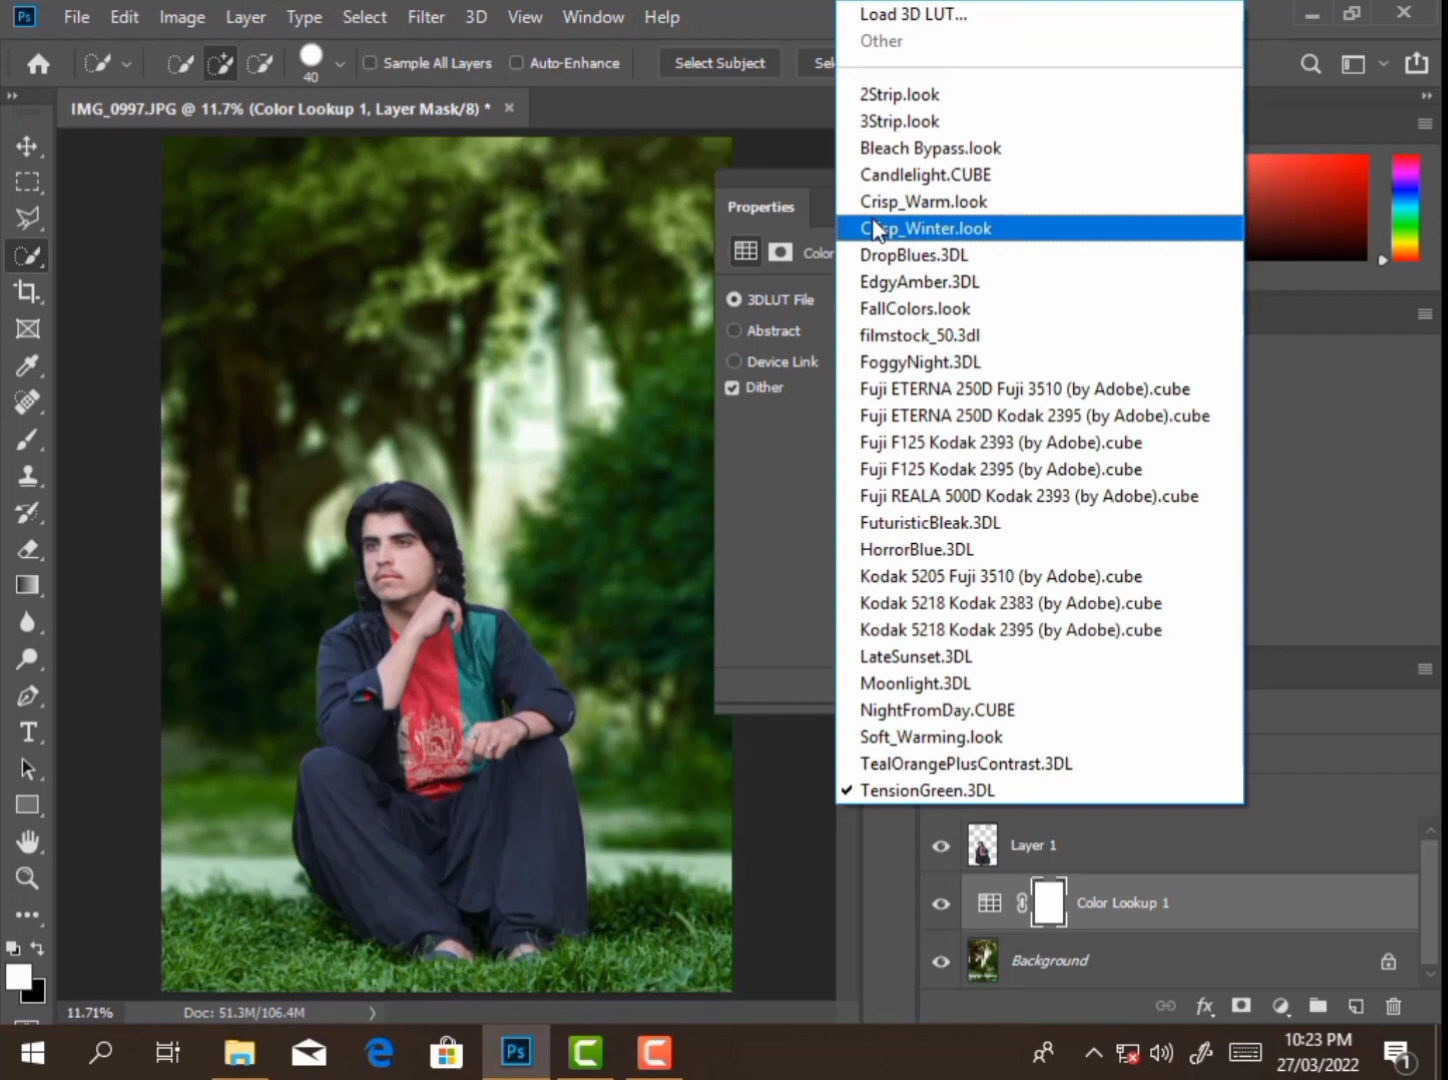 Ps File Edit Image Layer Type Select Filter 3D View Window Help
Sample All Layers Auto-Enhance Select Subject Sel
40
IMG_0997.JPG @ 11.7% (Color Lookup 1, Layer Mask/8) * ×
Load 3D LUT...
Other
2Strip.look
3Strip.look
Bleach Bypass.look
Candlelight.CUBE
Crisp_Warm.look
Crisp_Winter.look
DropBlues.3DL
EdgyAmber.3DL
FallColors.look
filmstock_50.3dl
FoggyNight.3DL
Fuji ETERNA 250D Fuji 3510 (by Adobe).cube
Fuji ETERNA 250D Kodak 2395 (by Adobe).cube
Fuji F125 Kodak 2393 (by Adobe).cube
Fuji F125 Kodak 2395 (by Adobe).cube
Fuji REALA 500D Kodak 2393 (by Adobe).cube
FuturisticBleak.3DL
HorrorBlue.3DL
Kodak 5205 Fuji 3510 (by Adobe).cube
Kodak 5218 Kodak 2383 (by Adobe).cube
Kodak 5218 Kodak 2395 (by Adobe).cube
LateSunset.3DL
Moonlight.3DL
NightFromDay.CUBE
Soft_Warming.look
TealOrangePlusContrast.3DL
TensionGreen.3DL
Properties
Color
3DLUT File
Abstract
Device Link
Dither
Layer 1
Color Lookup 1
Background
11.71% Doc: 51.3M/106.4M
fx
Ps
10:23 PM
27/03/2022
1